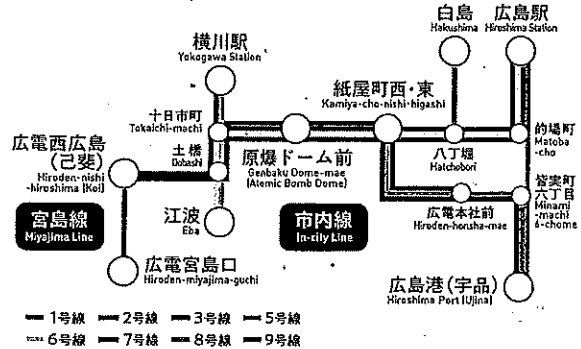 白島
Hakushima
広島駅
Hiroshima Station
横川駅
Yokogawa Station
紙屋町西・東
Kamiya-cho-nishi-higashi
十日市町
Tokaichi-machi
土橋
Dobashi
原爆ドーム前
Genbaku Dome-mae
(Atomic Bomb Dome)
八丁堀
Hatchobori
的場町
Matoba
-cho
広電西広島
(己斐)
Hiroden-nishi
-hiroshima (Koi)
皆実町
六丁目
Minami
-machi
6-chome
宮島線
Miyajima Line
江波
Eba
市内線
In-city Line
広電本社前
Hiroden-honsha-mae
広電宮島口
Hiroden-miyajima-guchi
広島港(宇品)
Hiroshima Port (Ujina)
1号線 2号線 3号線 5号線
6号線 7号線 8号線 9号線